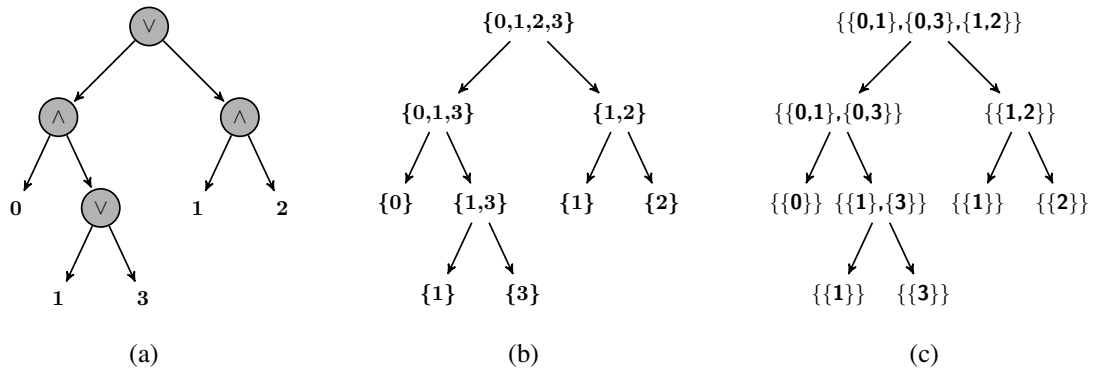 ∨ {0,1,2,3} {{0,1},{0,3},{1,2}}
∧ ∧ {0,1,3} {1,2} {{0,1},{0,3}} {{1,2}}
0 ∨ 1 2 {0} {1,3} {1} {2} {{0}} {{1},{3}} {{1}} {{2}}
1 3 {1} {3} {{1}} {{3}}
(a) (b) (c)